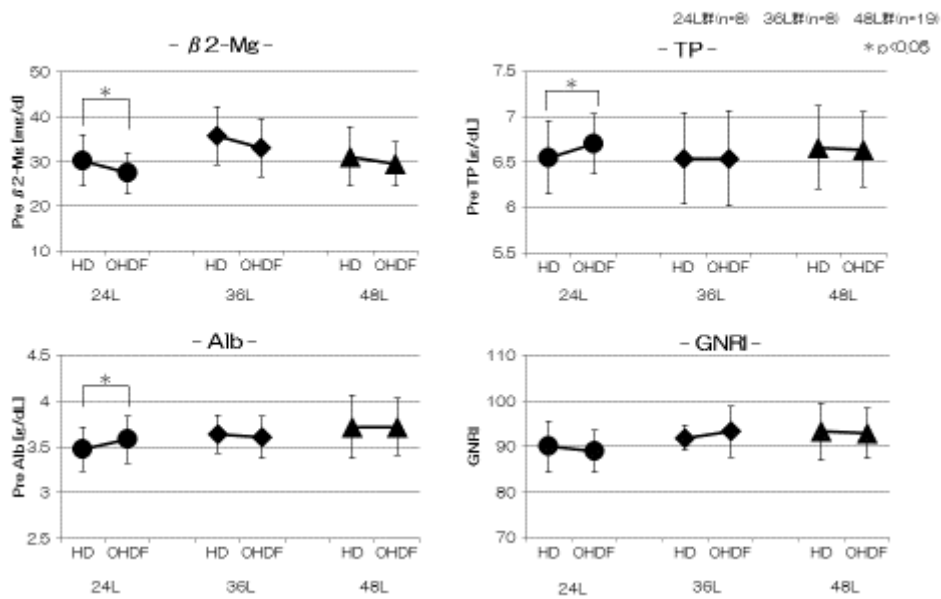 24L群(n=8) 36L群(n=8) 48L群(n=19)
*p<0.05
- β2-Mg -
Pre β2-Mg [mg/d]
50
40
30
20
10
*
HD OHDF HD OHDF HD OHDF
24L 36L 48L
- TP -
Pre TP [g/dL]
7.5
7
6.5
6
5.5
*
HD OHDF HD OHDF HD OHDF
24L 36L 48L
- Alb -
Pre Alb [g/dL]
4.5
4
3.5
3
2.5
*
HD OHDF HD OHDF HD OHDF
24L 36L 48L
- GNRI -
GNRI
110
100
90
80
70
HD OHDF HD OHDF HD OHDF
24L 36L 48L